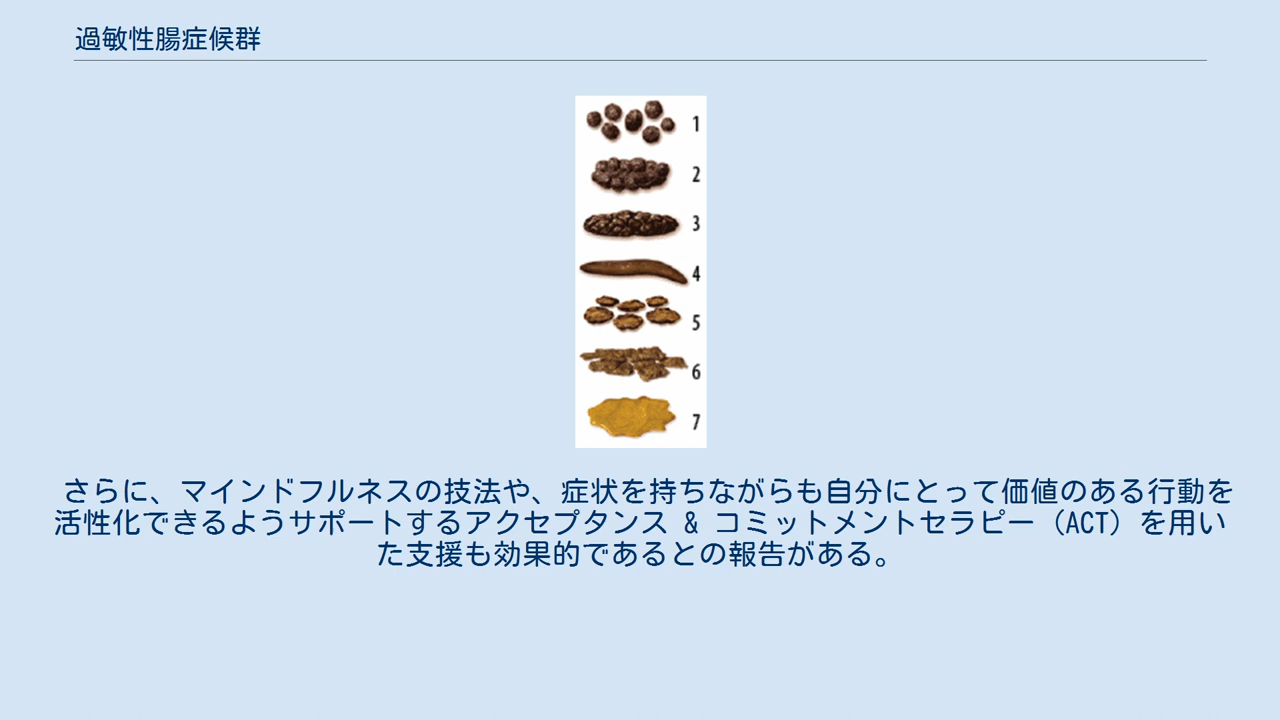 過敏性腸症候群
1
2
3
4
5
6
7
さらに、マインドフルネスの技法や、症状を持ちながらも自分にとって価値のある行動を
活性化できるようサポートするアクセプタンス & コミットメントセラピー（ACT）を用い
た支援も効果的であるとの報告がある。